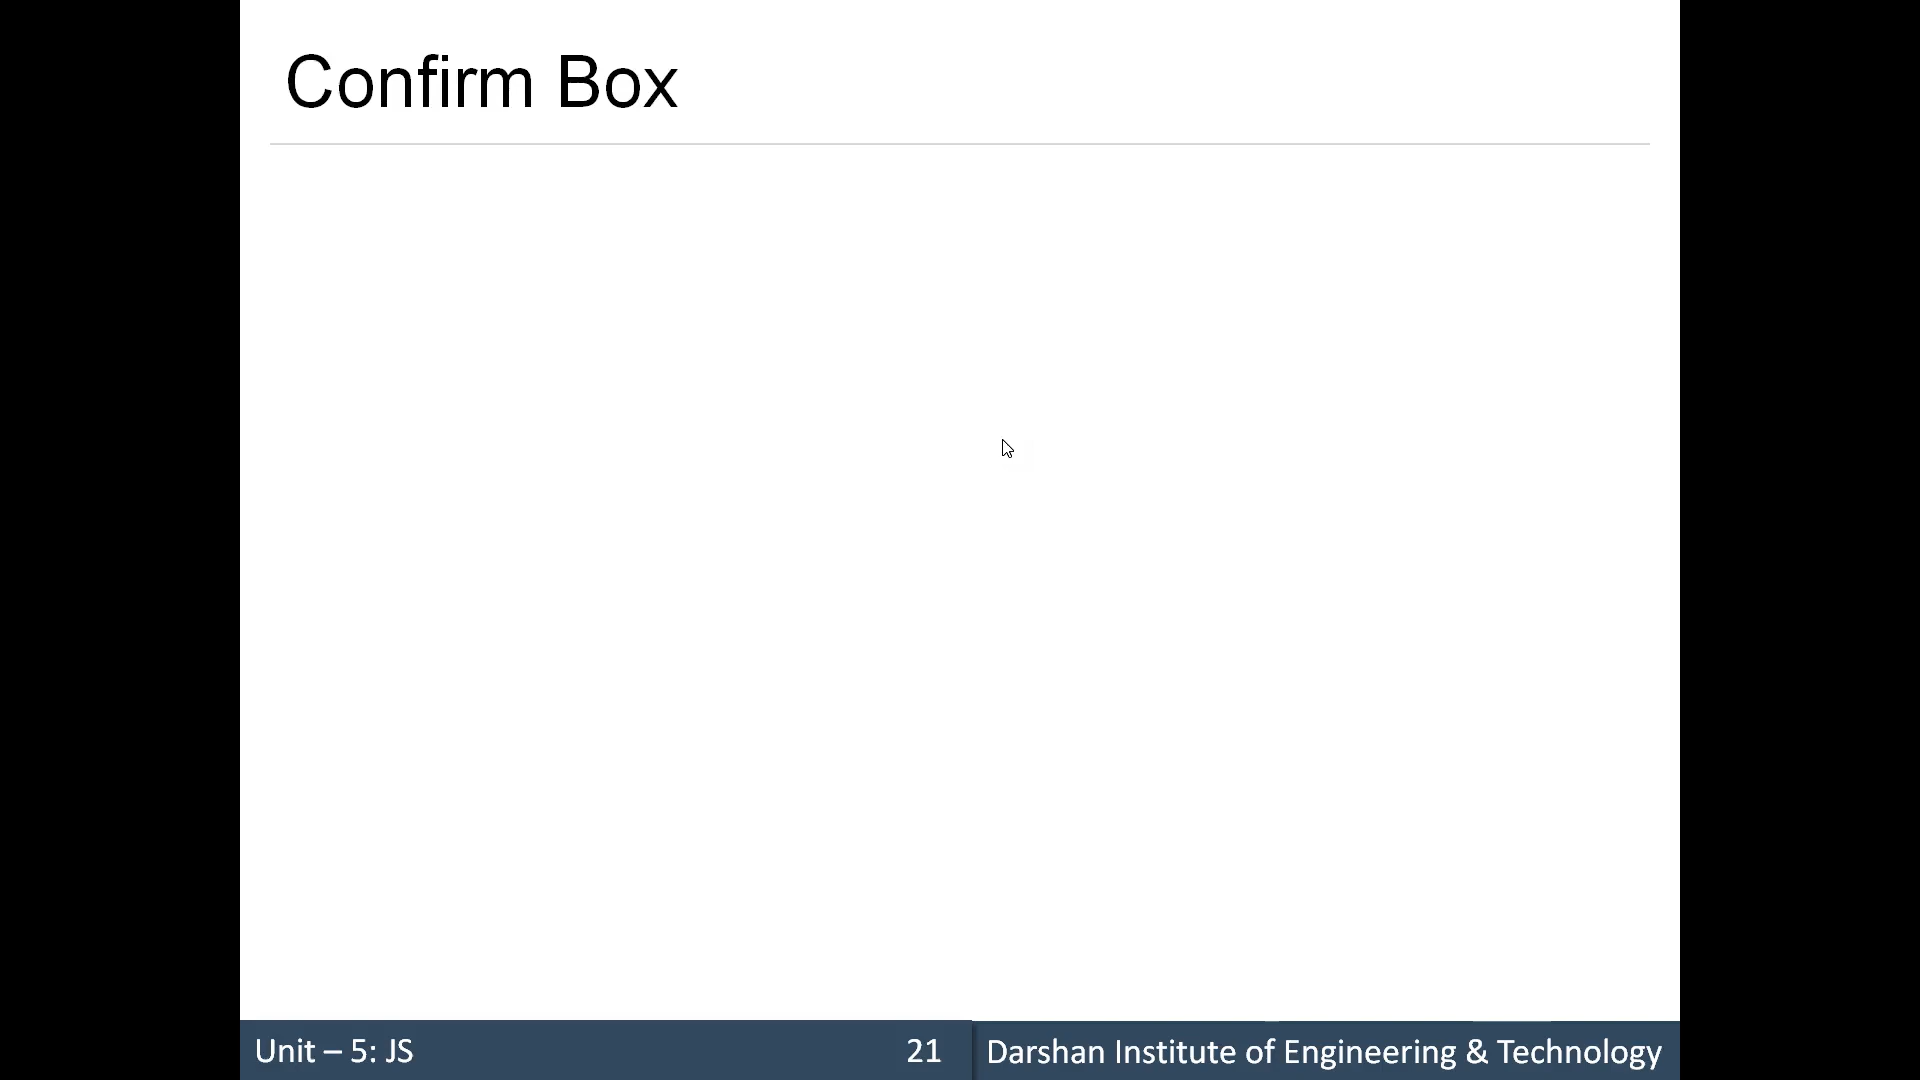 Confirm Box
Unit – 5: JS
21
Darshan Institute of Engineering & Technology